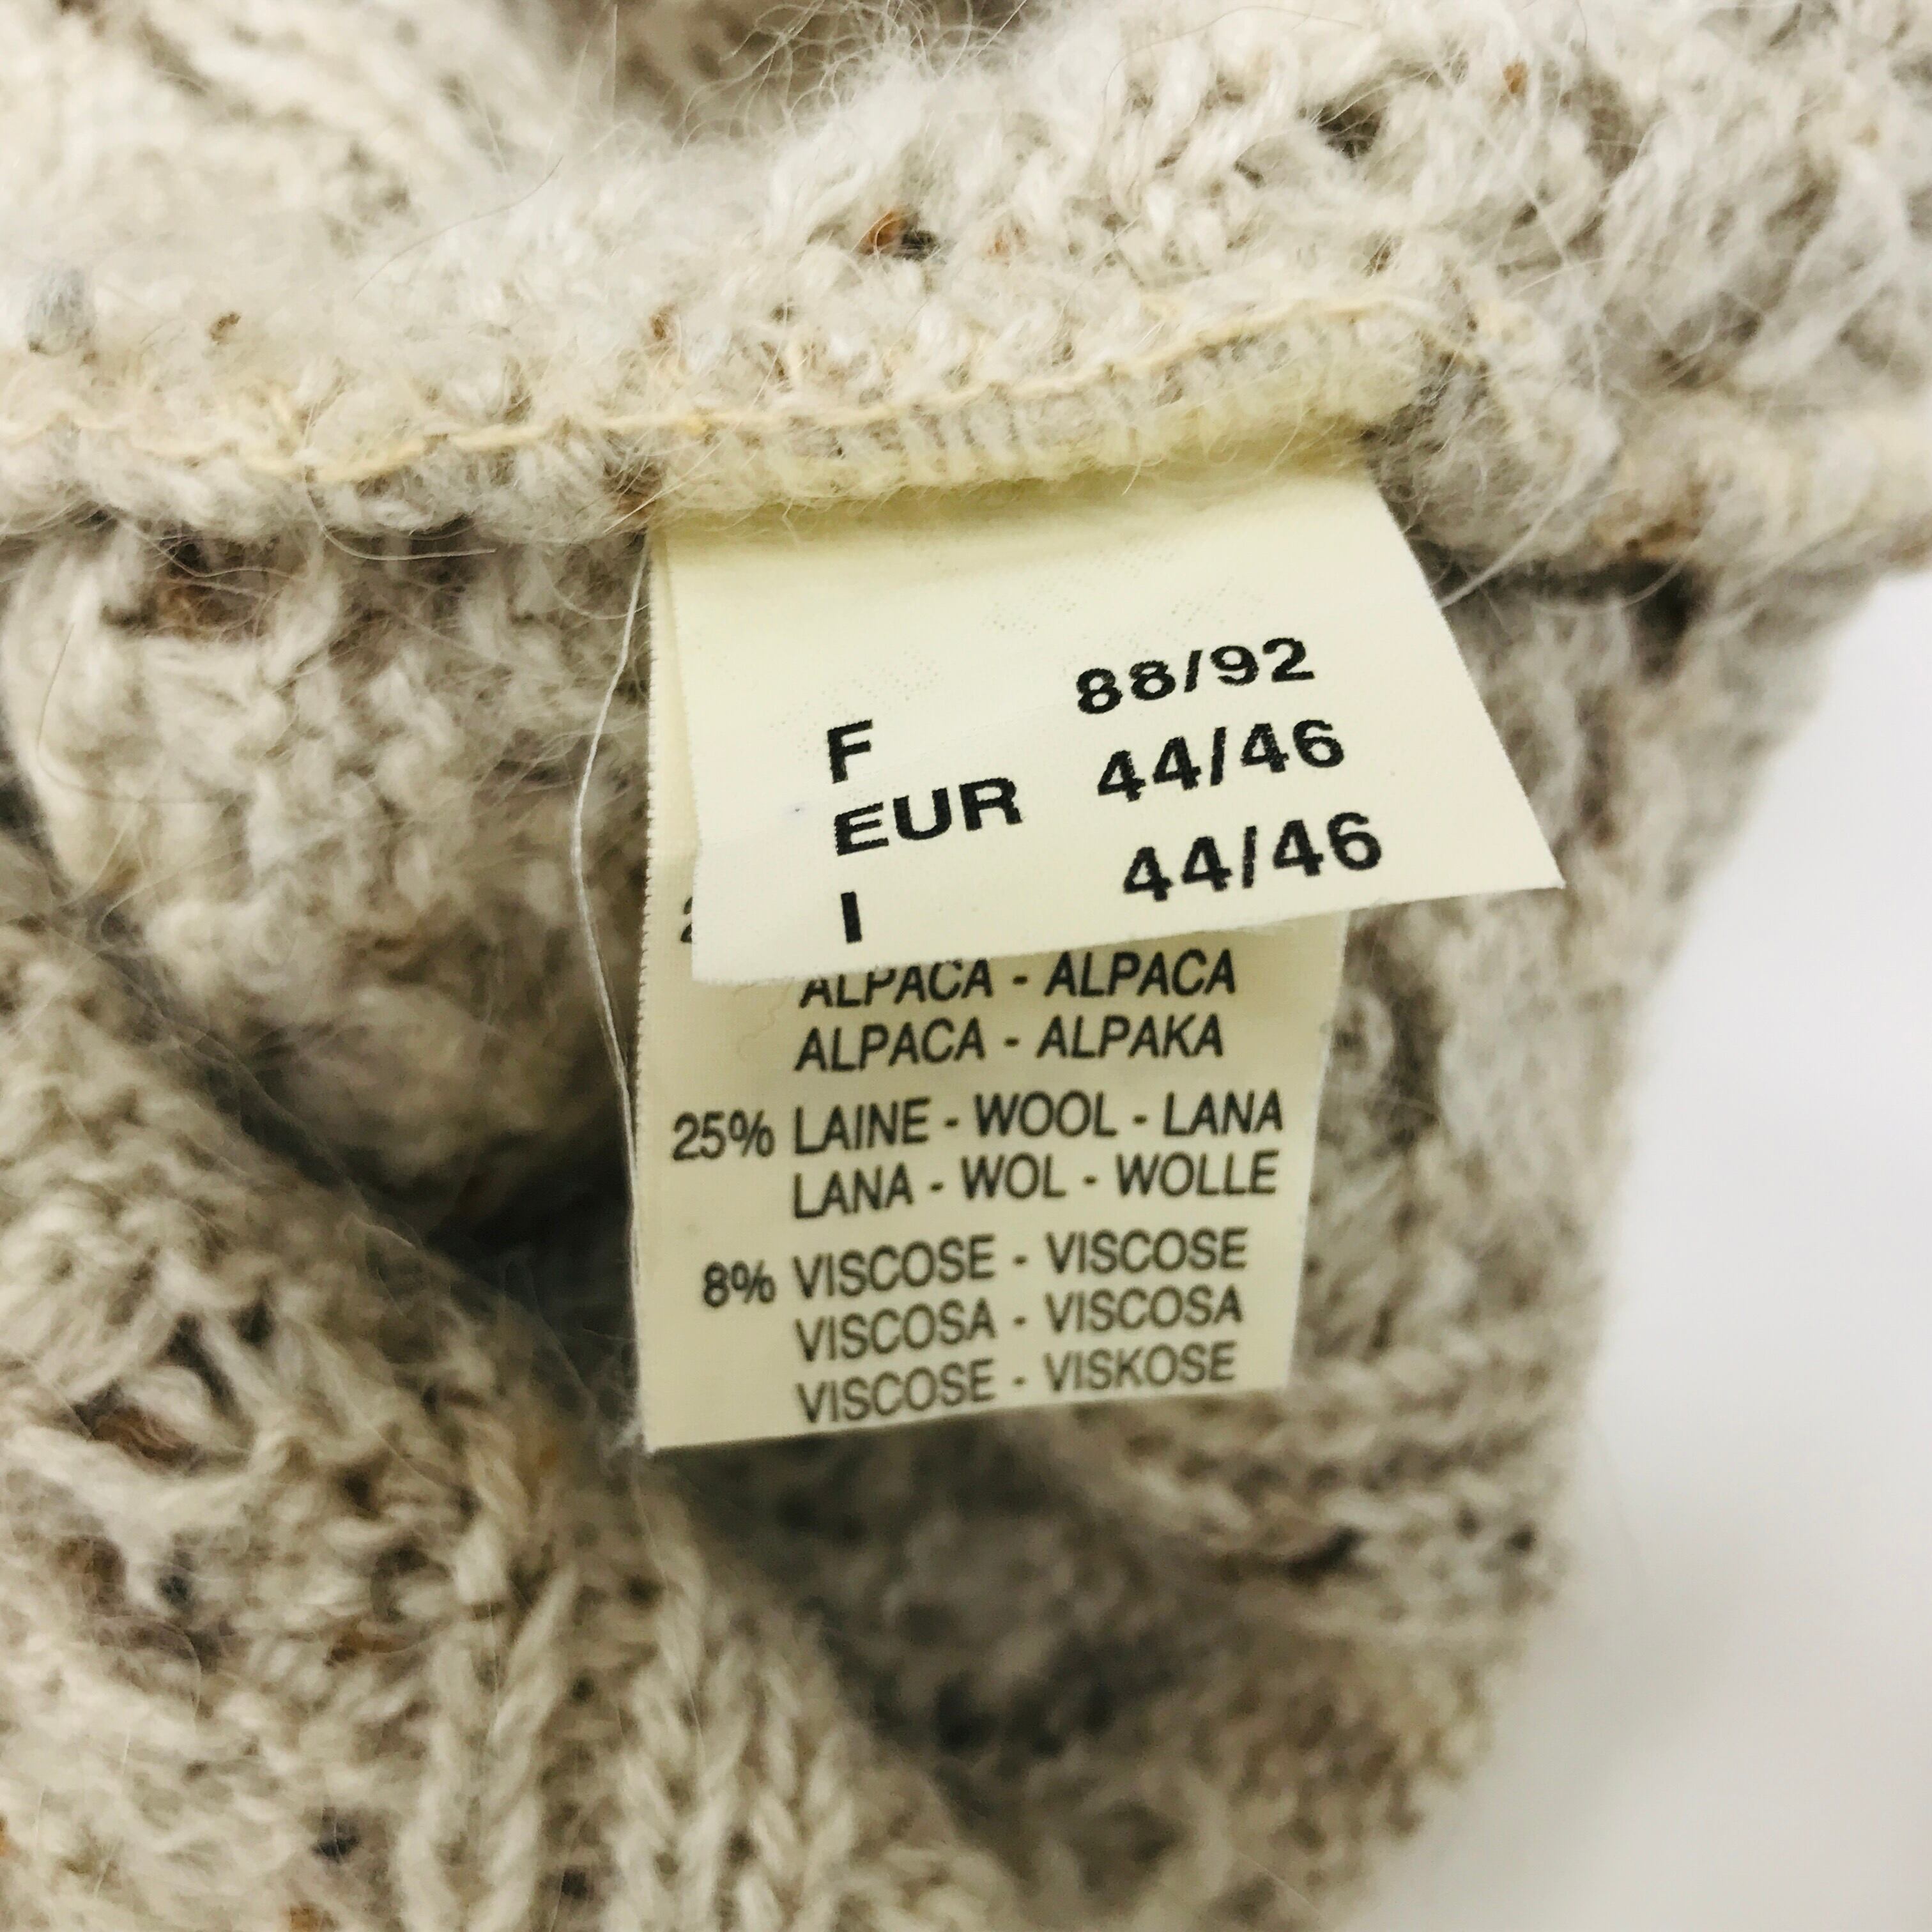 F 88/92
EUR 44/46
I 44/46
ALPACA - ALPACA
ALPACA - ALPAKA
25% LAINE - WOOL - LANA
LANA - WOL - WOLLE
8% VISCOSE - VISCOSE
VISCOSA - VISCOSA
VISCOSE - VISKOSE